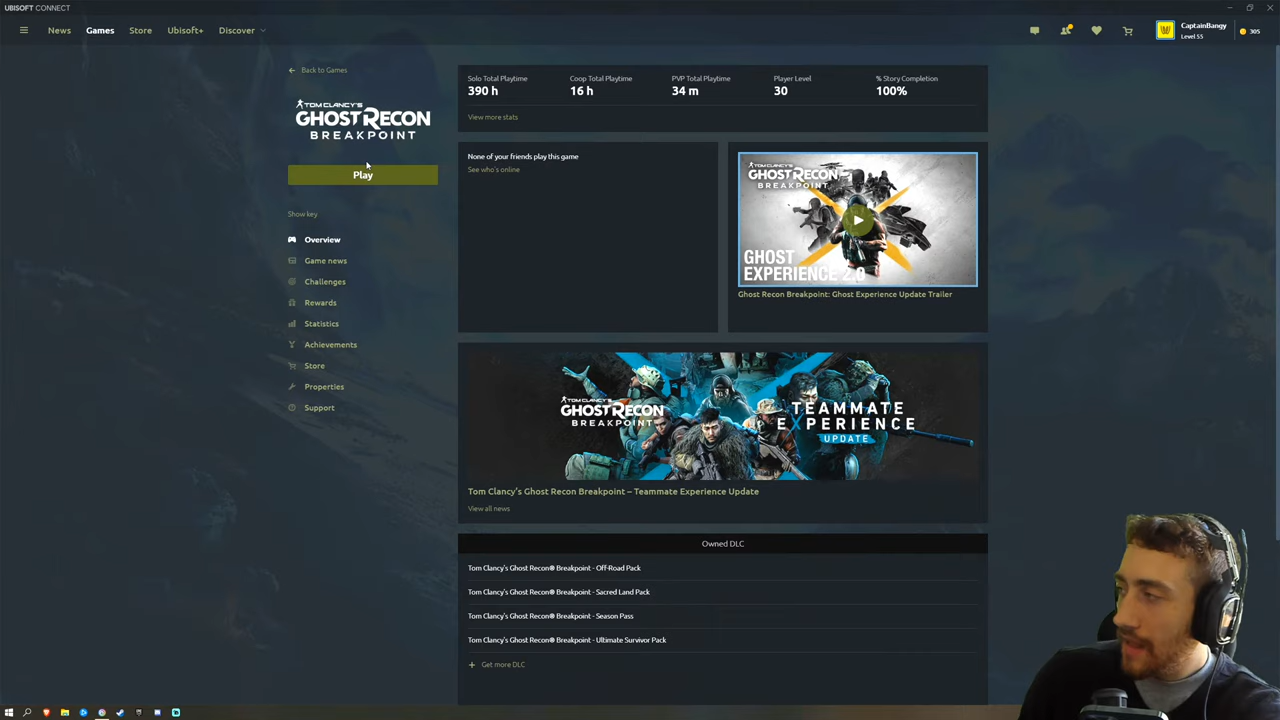 UBISOFT CONNECT
News
Games
Store
Ubisoft+
Discover
CaptainBangy
Level 55
305
Back to Games
TOM CLANCY'S
GHOST RECON
BREAKPOINT
Play
Show key
Overview
Game news
Challenges
Rewards
Statistics
Achievements
Store
Properties
Support
Solo Total Playtime
390 h
Coop Total Playtime
16 h
PVP Total Playtime
34 m
Player Level
30
% Story Completion
100%
View more stats
None of your friends play this game
See who's online
TOM CLANCY'S
GHOST RECON
BREAKPOINT
GHOST
EXPERIENCE 2.0
Ghost Recon Breakpoint: Ghost Experience Update Trailer
TOM CLANCY'S
GHOST RECON
BREAKPOINT
TEAMMATE
EXPERIENCE
UPDATE
Tom Clancy's Ghost Recon Breakpoint – Teammate Experience Update
View all news
Owned DLC
Tom Clancy's Ghost Recon® Breakpoint - Off-Road Pack
Tom Clancy's Ghost Recon® Breakpoint - Sacred Land Pack
Tom Clancy's Ghost Recon® Breakpoint - Season Pass
Tom Clancy's Ghost Recon® Breakpoint - Ultimate Survivor Pack
+ Get more DLC